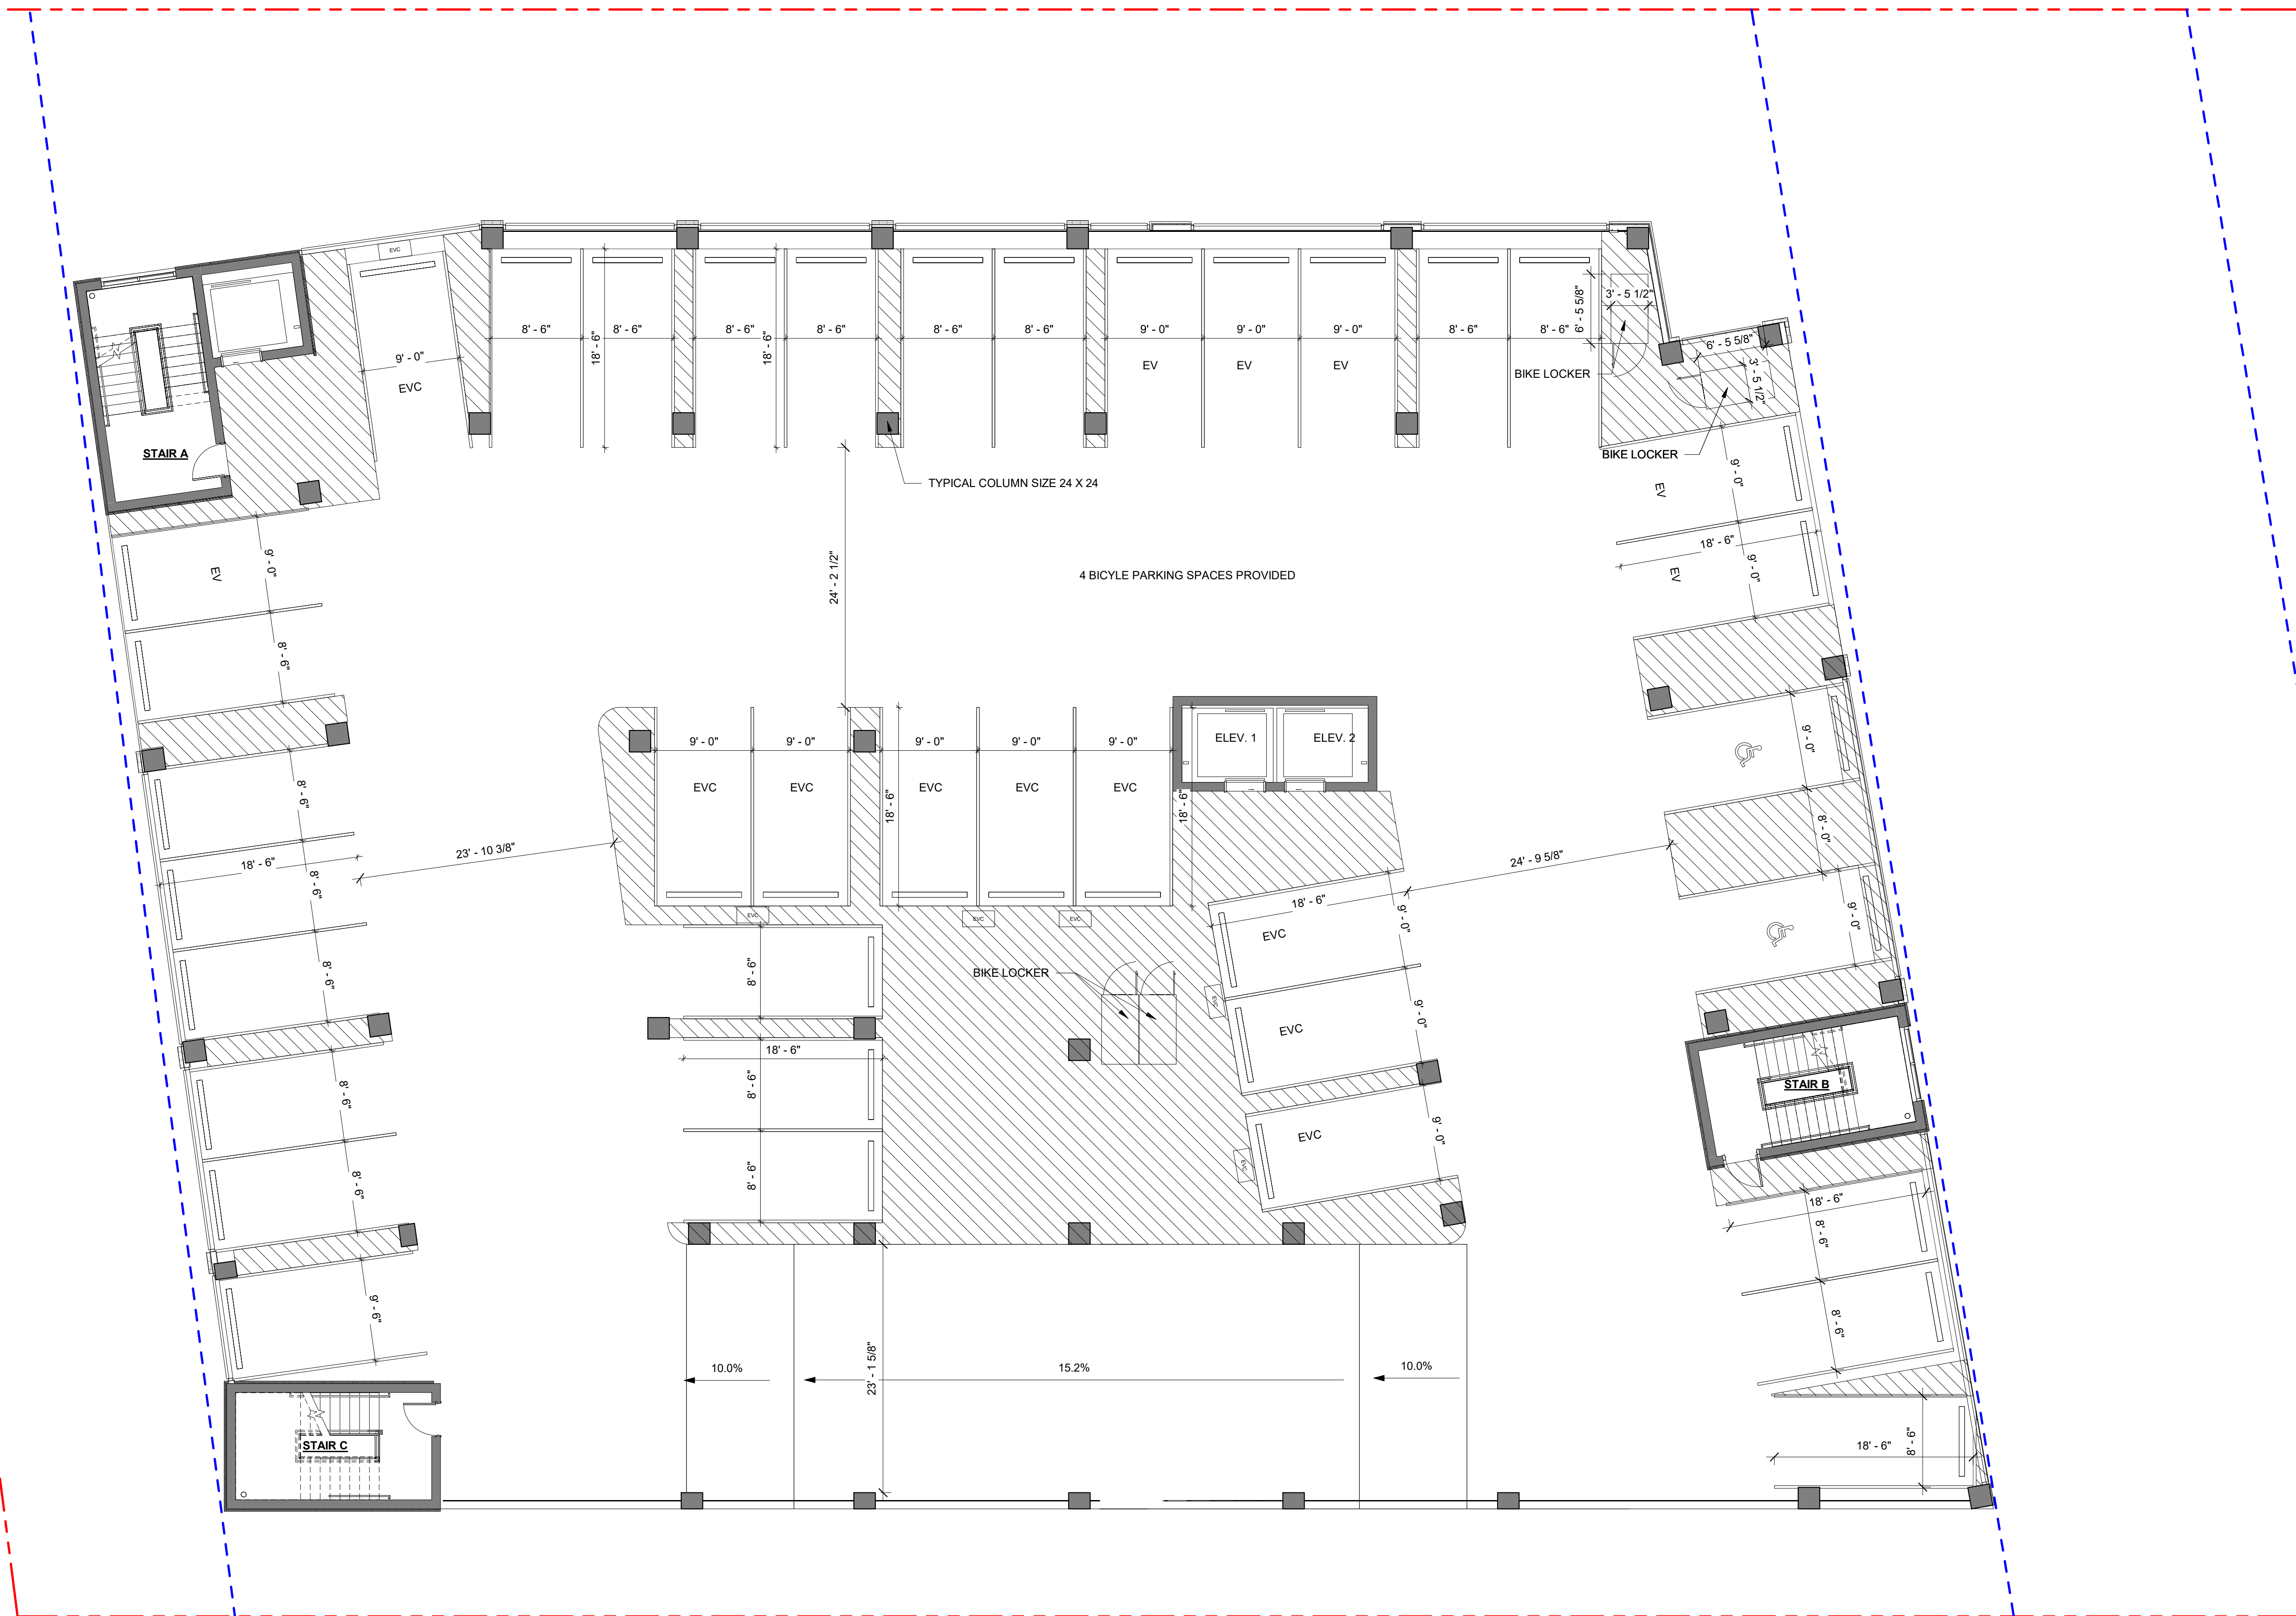 EVC
8' - 6"
8' - 6"
18' - 6"
8' - 6"
18' - 6"
8' - 6"
8' - 6"
8' - 6"
9' - 0"
9' - 0"
9' - 0"
8' - 6"
8' - 6"
6' - 5 5/8"
3' - 5 1/2"
6' - 5 5/8"
3' - 5 1/2"
9' - 0"
EVC
EV
EV
EV
BIKE LOCKER
STAIR A
BIKE LOCKER
TYPICAL COLUMN SIZE 24 X 24
9' - 0"
EV
EV
9' - 0"
24' - 2 1/2"
4 BICYLE PARKING SPACES PROVIDED
18' - 6"
9' - 0"
EV
8' - 6"
9' - 0"
9' - 0"
9' - 0"
9' - 0"
9' - 0"
ELEV. 1
ELEV. 2
9' - 0"
EVC
EVC
EVC
EVC
EVC
18' - 6"
18' - 6"
8' - 6"
8' - 0"
23' - 10 3/8"
18' - 6"
24' - 9 5/8"
8' - 6"
18' - 6"
9' - 0"
9' - 0"
EVC
EVC
EVC
EVC
8' - 6"
8' - 6"
BIKE LOCKER
EVC
9' - 0"
EVC
18' - 6"
8' - 6"
8' - 6"
STAIR B
9' - 0"
EVC
EVC
8' - 6"
8' - 6"
18' - 6"
8' - 6"
9' - 6"
8' - 6"
10.0%
23' - 1 5/8"
15.2%
10.0%
STAIR C
18' - 6"
8' - 6"